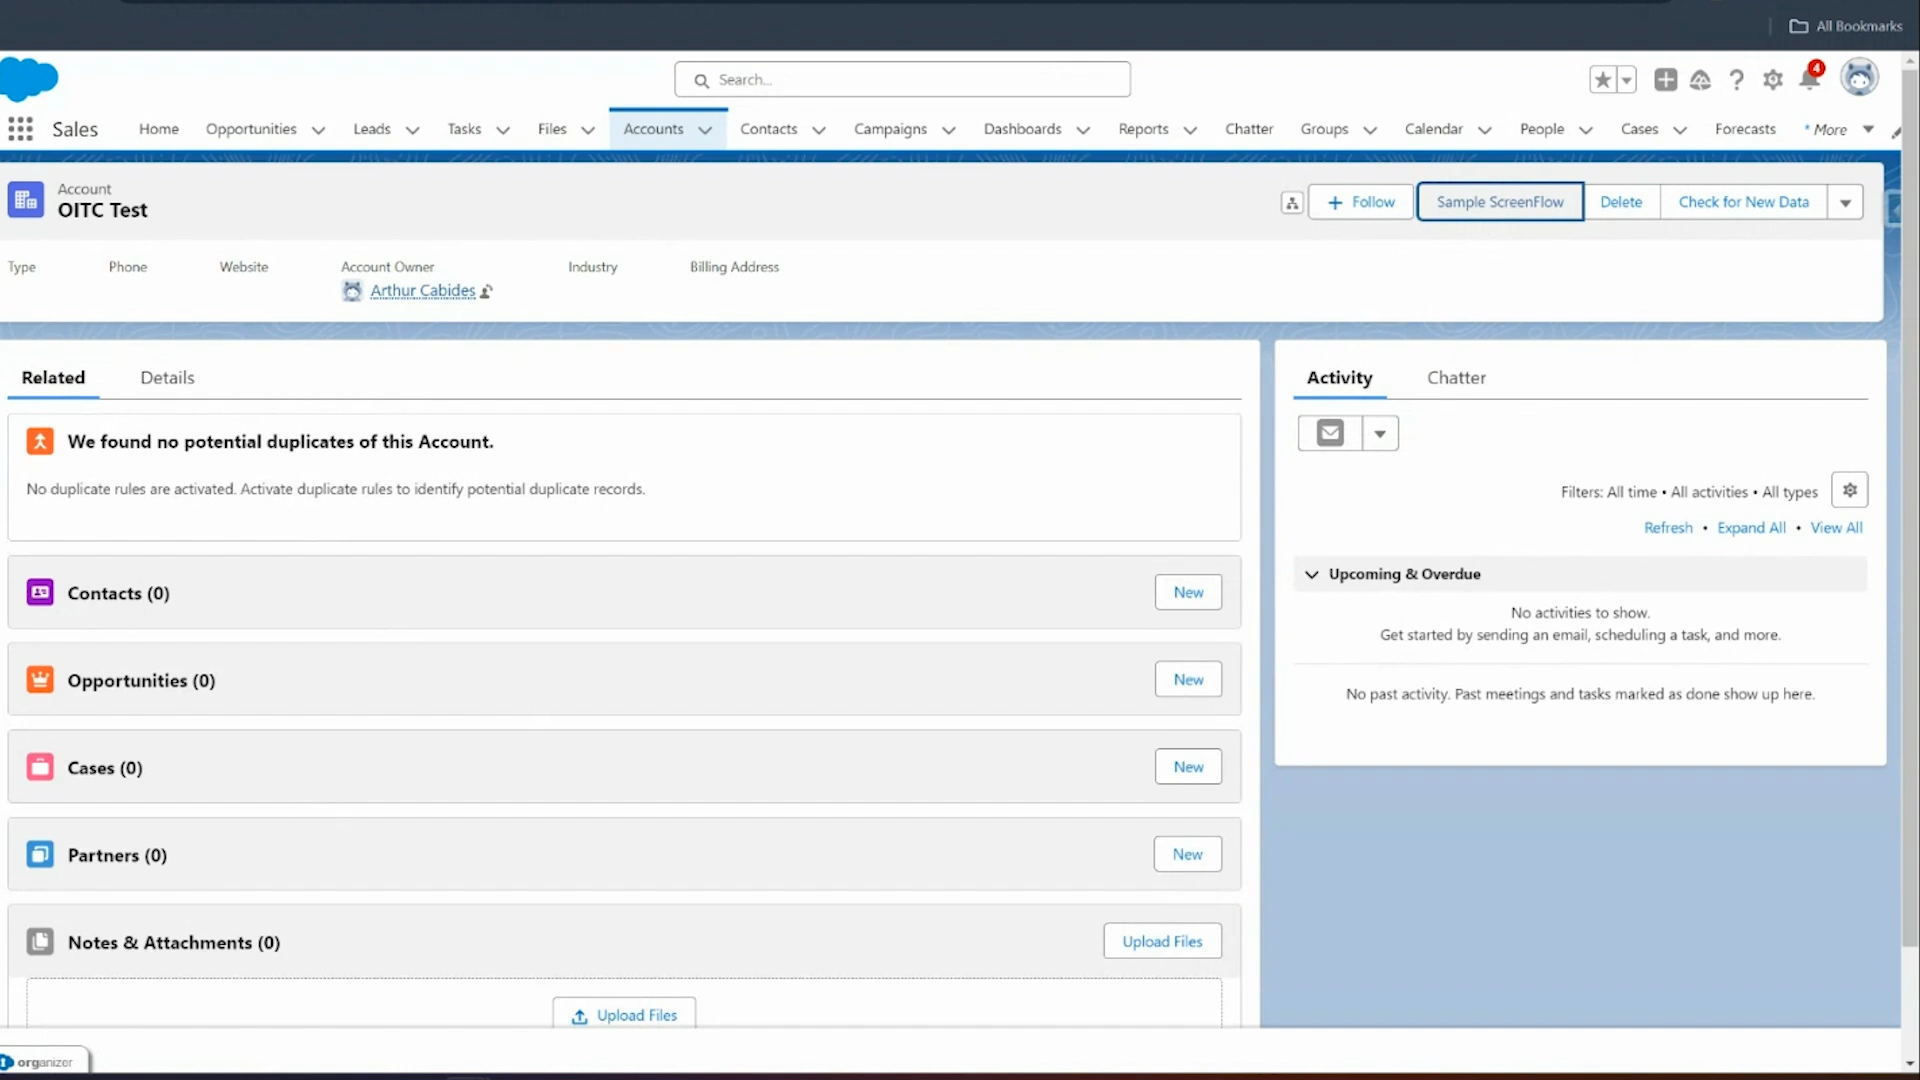 All Bookmarks
Search...
4
Sales
Home
Opportunities
Leads
Tasks
Files
Accounts
Contacts
Campaigns
Dashboards
Reports
Chatter
Groups
Calendar
People
Cases
Forecasts
* More
Account
OITC Test
+ Follow
Sample ScreenFlow
Delete
Check for New Data
Type
Phone
Website
Account Owner
Industry
Billing Address
Arthur Cabides
Related
Details
We found no potential duplicates of this Account.
No duplicate rules are activated. Activate duplicate rules to identify potential duplicate records.
Contacts (0)
New
Opportunities (0)
New
Cases (0)
New
Partners (0)
New
Notes & Attachments (0)
Upload Files
Upload Files
Activity
Chatter
Filters: All time • All activities • All types
Refresh • Expand All • View All
Upcoming & Overdue
No activities to show.
Get started by sending an email, scheduling a task, and more.
No past activity. Past meetings and tasks marked as done show up here.
organizer